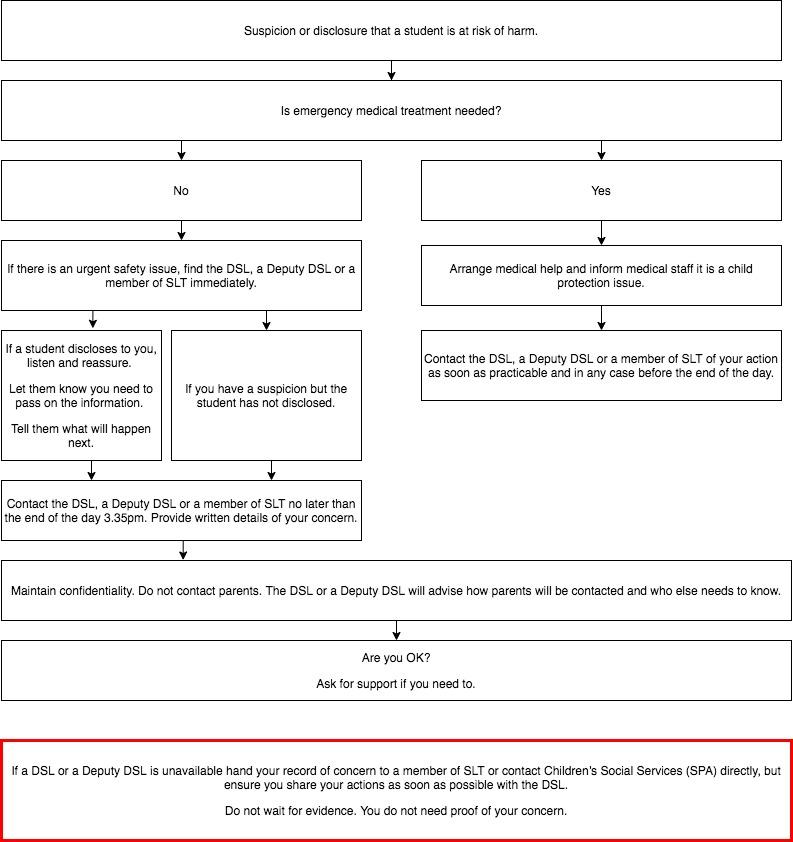 Suspicion or disclosure that a student is at risk of harm.
Is emergency medical treatment needed?
No
Yes
If there is an urgent safety issue, find the DSL, a Deputy DSL or a
member of SLT immediately.
Arrange medical help and inform medical staff it is a child
protection issue.
If a student discloses to you,
listen and reassure.
Let them know you need to
pass on the information.
Tell them what will happen
next.
If you have a suspicion but the
student has not disclosed.
Contact the DSL, a Deputy DSL or a member of SLT of your action
as soon as practicable and in any case before the end of the day.
Contact the DSL, a Deputy DSL or a member of SLT no later than
the end of the day 3.35pm. Provide written details of your concern.
Maintain confidentiality. Do not contact parents. The DSL or a Deputy DSL will advise how parents will be contacted and who else needs to know.
Are you OK?
Ask for support if you need to.
If a DSL or a Deputy DSL is unavailable hand your record of concern to a member of SLT or contact Children's Social Services (SPA) directly, but
ensure you share your actions as soon as possible with the DSL.
Do not wait for evidence. You do not need proof of your concern.